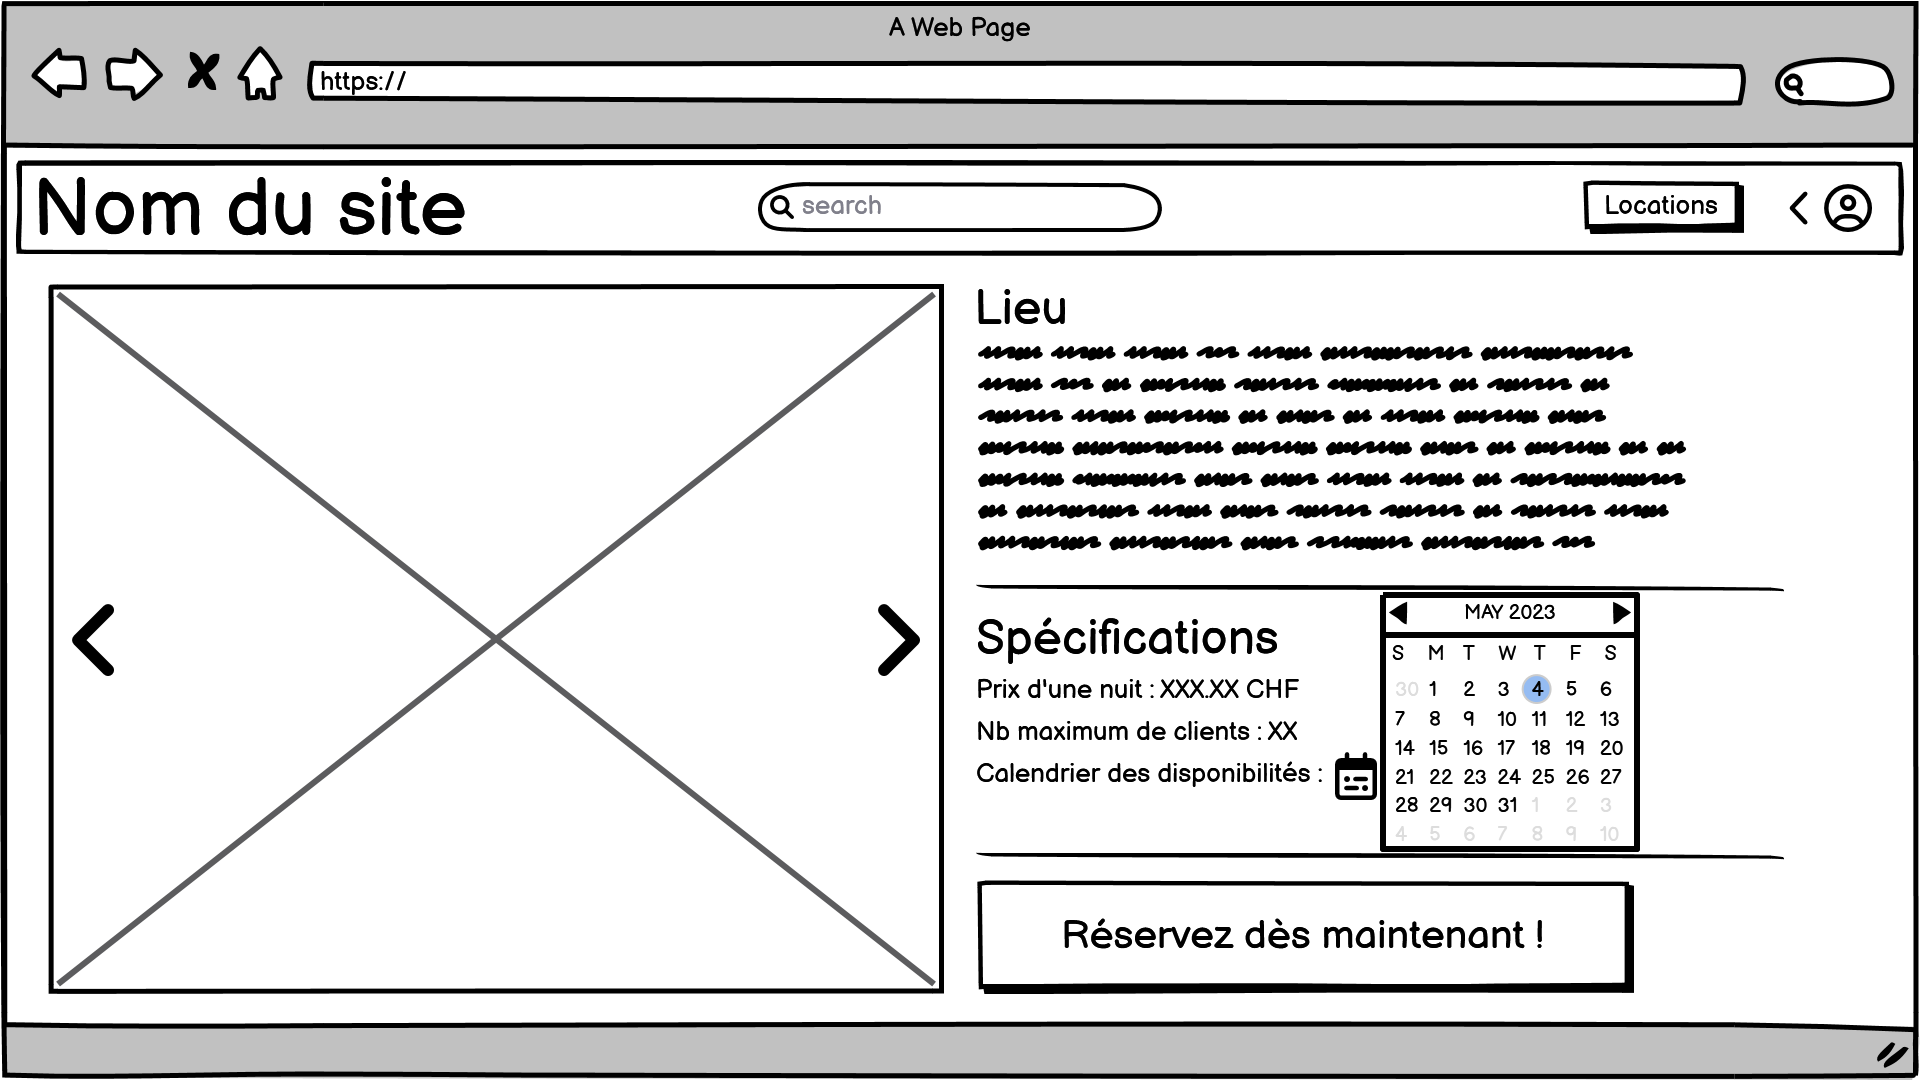 A Web Page
https://
Nom du site
search
Locations
Lieu
Spécifications
Prix d'une nuit : XXX.XX CHF
Nb maximum de clients : XX
Calendrier des disponibilités :
MAY 2023
S M T W T F S
30 1 2 3 4 5 6
7 8 9 10 11 12 13
14 15 16 17 18 19 20
21 22 23 24 25 26 27
28 29 30 31 1 2 3
4 5 6 7 8 9 10
Réservez dès maintenant !